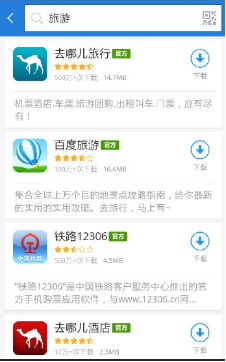 旅游
去哪儿旅行 官方
500万+次下载 14.7MB
下载
机票酒店.车票.旅游团购.出租叫车.门票，应有尽
有！
百度旅游 官方
100万+次下载 16.6MB
下载
集合全球上万个目的地景点攻略指南，给你最新
的实用的实用攻略。去旅行，马上有~
铁路12306 官方
中国铁路
500万+次下载 4.5MB
下载
“铁路12306”是中国铁路客户服务中心推出的官
方手机购票应用软件，与www.12306.cn网...
去哪儿酒店 官方
10万+次下载 2.3MB
下载